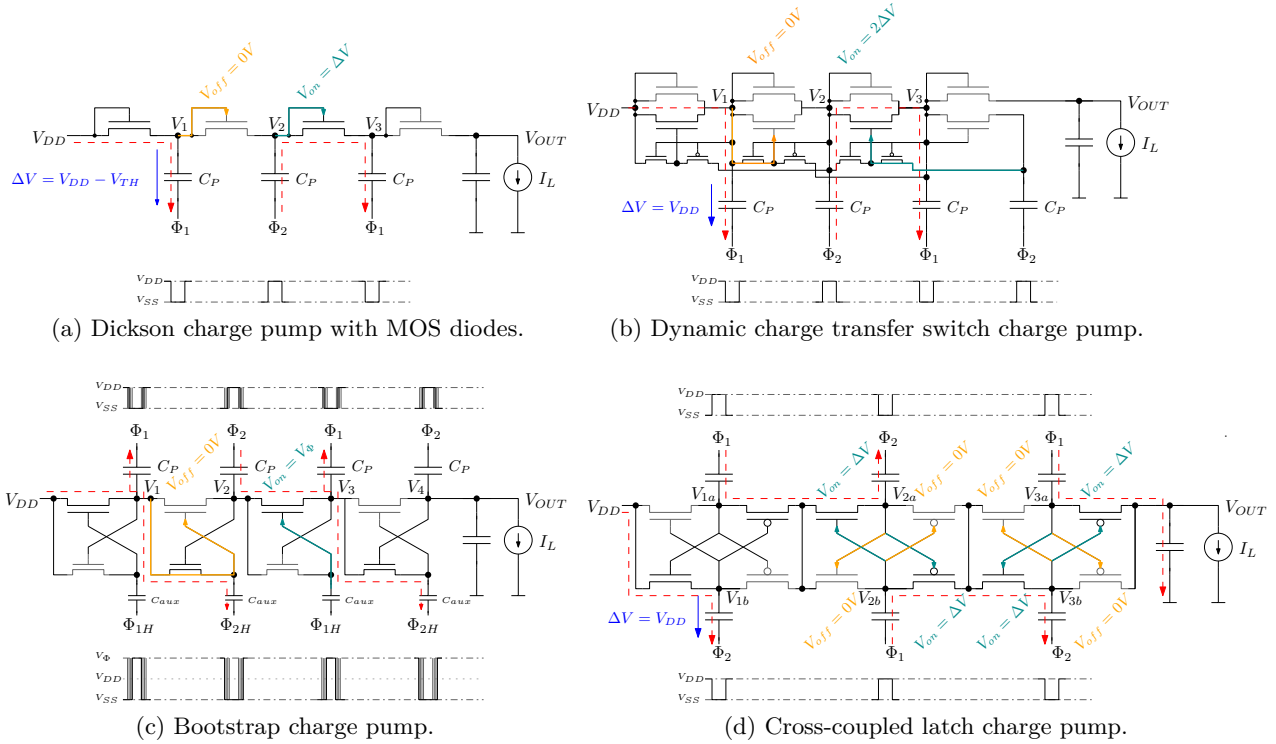 V_off = 0V
V_on = ΔV
V_DD
V_1
V_2
V_3
V_OUT
ΔV = V_DD − V_TH
C_P
C_P
C_P
I_L
Φ_1
Φ_2
Φ_1
V_DD
V_SS
(a) Dickson charge pump with MOS diodes.
V_off = 0V
V_on = 2ΔV
V_DD
V_1
V_2
V_3
V_OUT
I_L
ΔV = V_DD
C_P
C_P
C_P
C_P
Φ_1
Φ_2
Φ_1
Φ_2
V_DD
V_SS
(b) Dynamic charge transfer switch charge pump.
V_DD
V_SS
Φ_1
Φ_2
Φ_1
Φ_2
C_P
C_P
C_P
C_P
V_off = 0V
V_on = V_Φ
V_DD
V_1
V_2
V_3
V_4
V_OUT
I_L
C_aux
C_aux
C_aux
C_aux
Φ_1H
Φ_2H
Φ_1H
Φ_2H
V_Φ
V_DD
V_SS
(c) Bootstrap charge pump.
V_DD
V_SS
Φ_1
Φ_2
Φ_1
V_on = ΔV
V_off = 0V
V_off = 0V
V_on = ΔV
V_DD
V_1a
V_2a
V_3a
V_OUT
I_L
V_1b
V_2b
V_3b
ΔV = V_DD
V_off = 0V
V_on = ΔV
V_on = ΔV
V_off = 0V
Φ_2
Φ_1
Φ_2
V_DD
V_SS
(d) Cross-coupled latch charge pump.